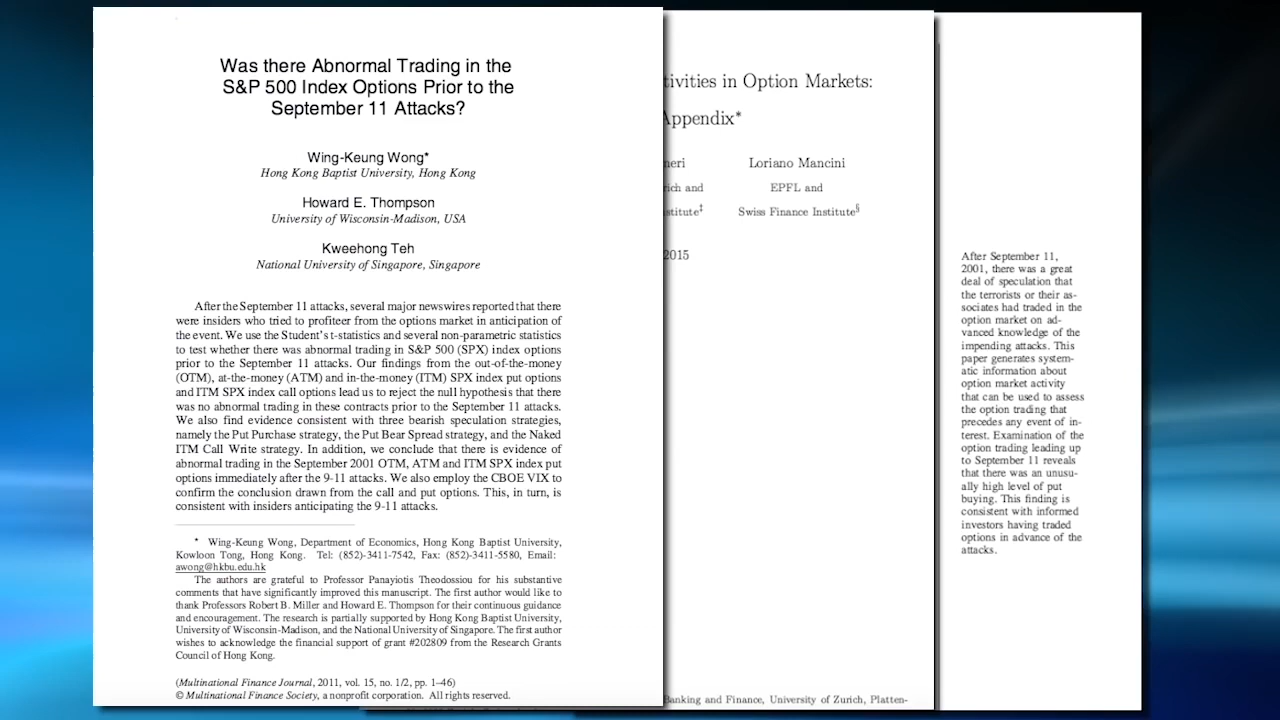 Was there Abnormal Trading in the
S&P 500 Index Options Prior to the
September 11 Attacks?
Wing-Keung Wong*
Hong Kong Baptist University, Hong Kong
Howard E. Thompson
University of Wisconsin-Madison, USA
Kweehong Teh
National University of Singapore, Singapore
After the September 11 attacks, several major newswires reported that there
were insiders who tried to profiteer from the options market in anticipation of
the event. We use the Student's t-statistics and several non-parametric statistics
to test whether there was abnormal trading in S&P 500 (SPX) index options
prior to the September 11 attacks. Our findings from the out-of-the-money
(OTM), at-the-money (ATM) and in-the-money (ITM) SPX index put options
and ITM SPX index call options lead us to reject the null hypothesis that there
was no abnormal trading in these contracts prior to the September 11 attacks.
We also find evidence consistent with three bearish speculation strategies,
namely the Put Purchase strategy, the Put Bear Spread strategy, and the Naked
ITM Call Write strategy. In addition, we conclude that there is evidence of
abnormal trading in the September 2001 OTM, ATM and ITM SPX index put
options immediately after the 9-11 attacks. We also employ the CBOE VIX to
confirm the conclusion drawn from the call and put options. This, in turn, is
consistent with insiders anticipating the 9-11 attacks.
* Wing-Keung Wong, Department of Economics, Hong Kong Baptist University,
Kowloon Tong, Hong Kong. Tel: (852)-3411-7542, Fax: (852)-3411-5580, Email:
awong@hkbu.edu.hk
The authors are grateful to Professor Panayiotis Theodossiou for his substantive
comments that have significantly improved this manuscript. The first author would like to
thank Professors Robert B. Miller and Howard E. Thompson for their continuous guidance
and encouragement. The research is partially supported by Hong Kong Baptist University,
University of Wisconsin-Madison, and the National University of Singapore. The first author
wishes to acknowledge the financial support of grant #202809 from the Research Grants
Council of Hong Kong.
(Multinational Finance Journal, 2011, vol. 15, no. 1/2, pp. 1–46)
© Multinational Finance Society, a nonprofit corporation. All rights reserved.
tivities in Option Markets:
Appendix*
neri
rich and
stitute‡
Loriano Mancini
EPFL and
Swiss Finance Institute§
2015
Banking and Finance, University of Zurich, Platten-
After September 11,
2001, there was a great
deal of speculation that
the terrorists or their as-
sociates had traded in the
option market on ad-
vanced knowledge of the
impending attacks. This
paper generates system-
atic information about
option market activity
that can be used to assess
the option trading that
precedes any event of in-
terest. Examination of the
option trading leading up
to September 11 reveals
that there was an unusu-
ally high level of put
buying. This finding is
consistent with informed
investors having traded
options in advance of the
attacks.